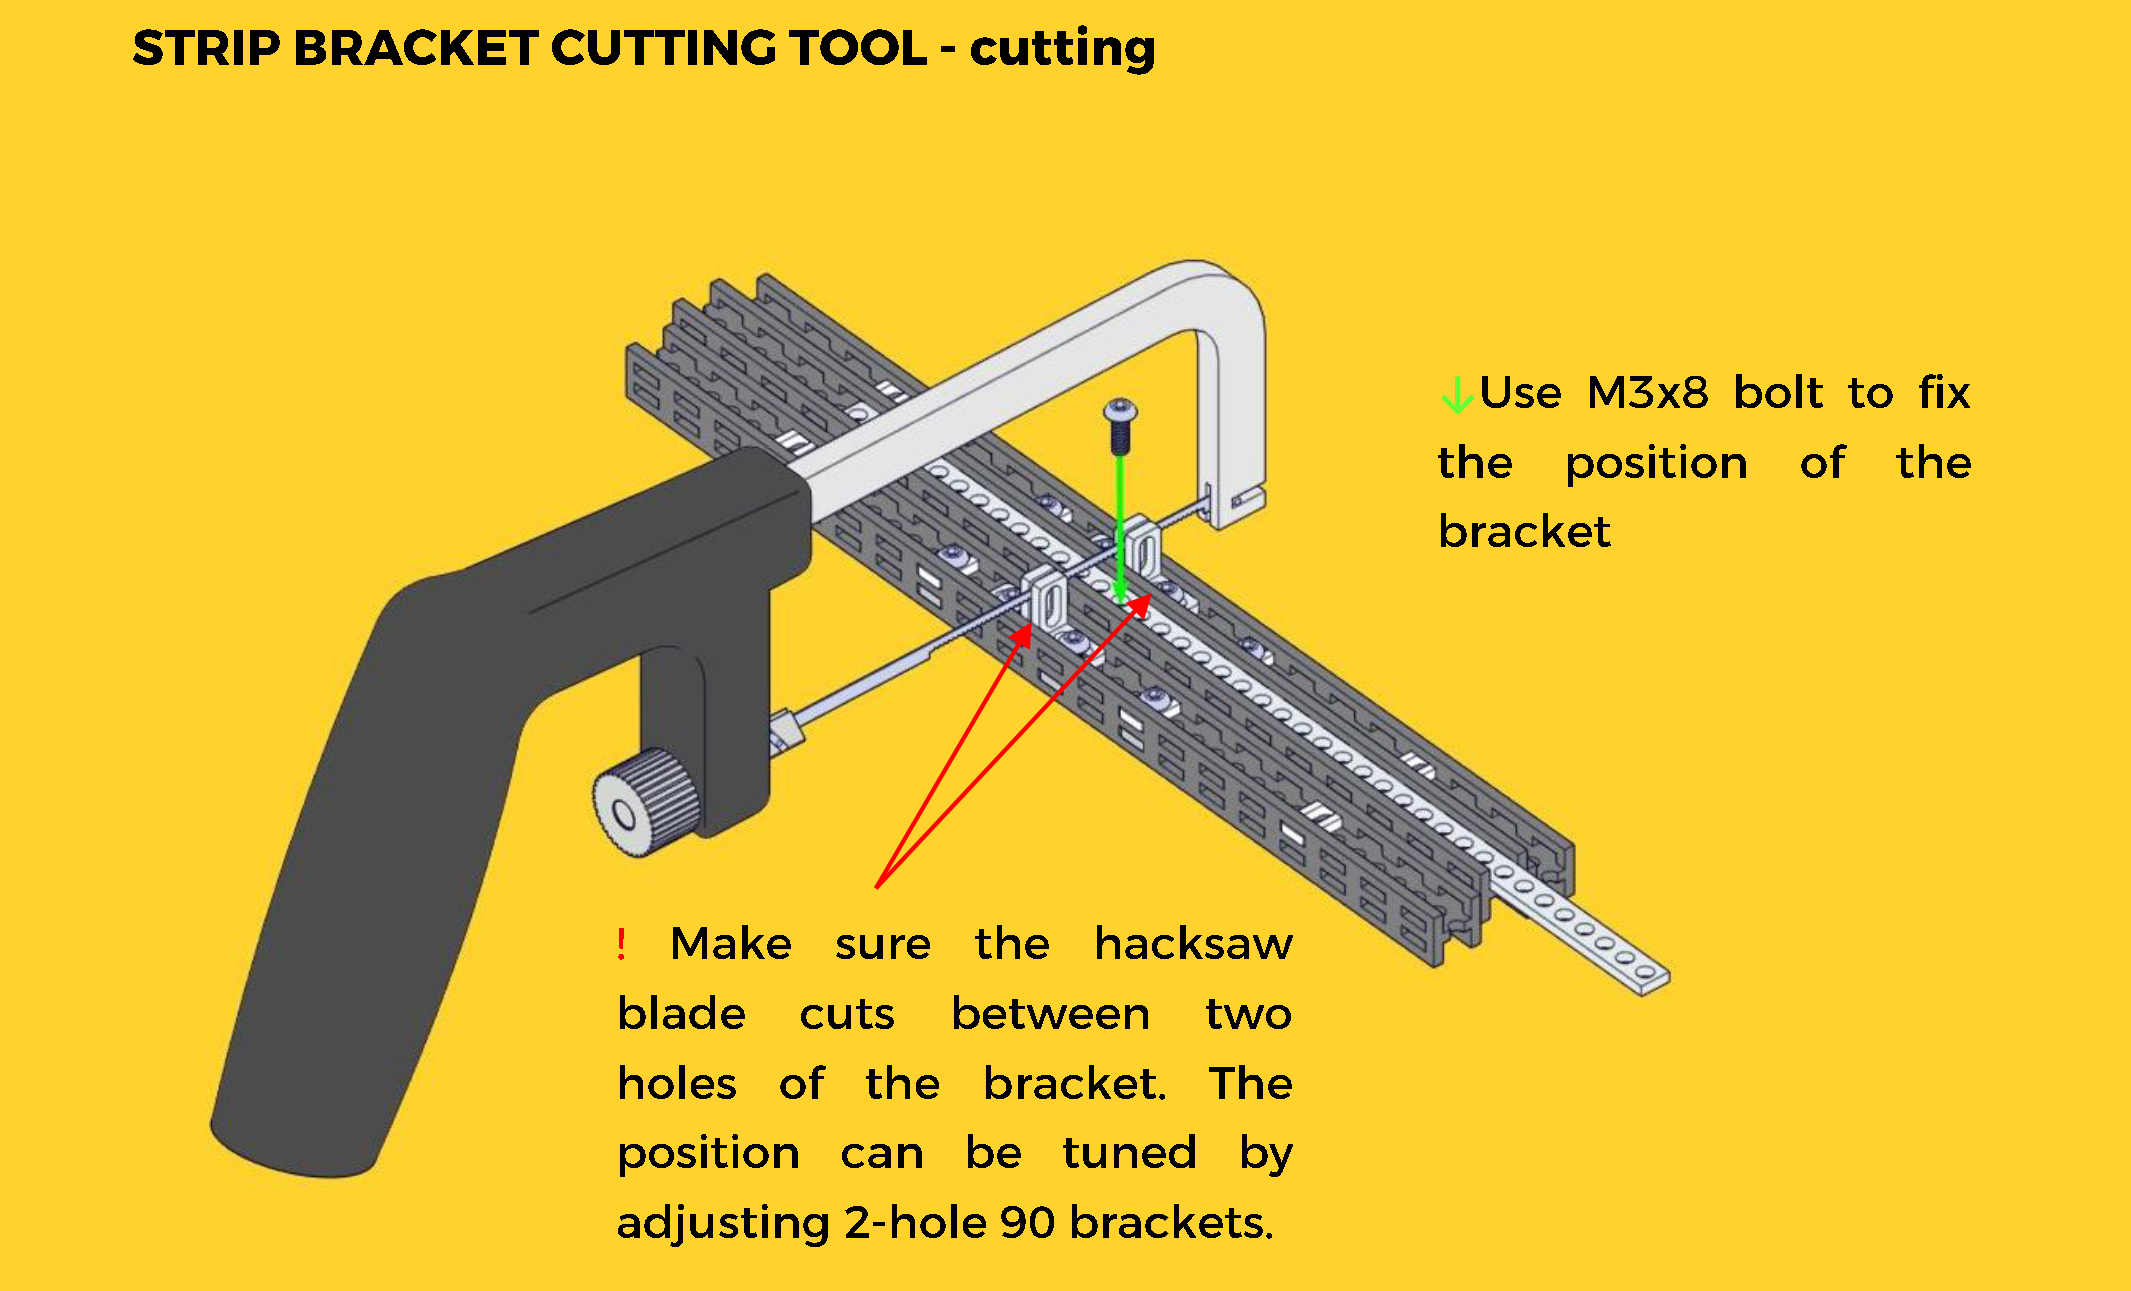 STRIP BRACKET CUTTING TOOL - cutting
↓Use M3x8 bolt to fix
the position of the
bracket
! Make sure the hacksaw
blade cuts between two
holes of the bracket. The
position can be tuned by
adjusting 2-hole 90 brackets.